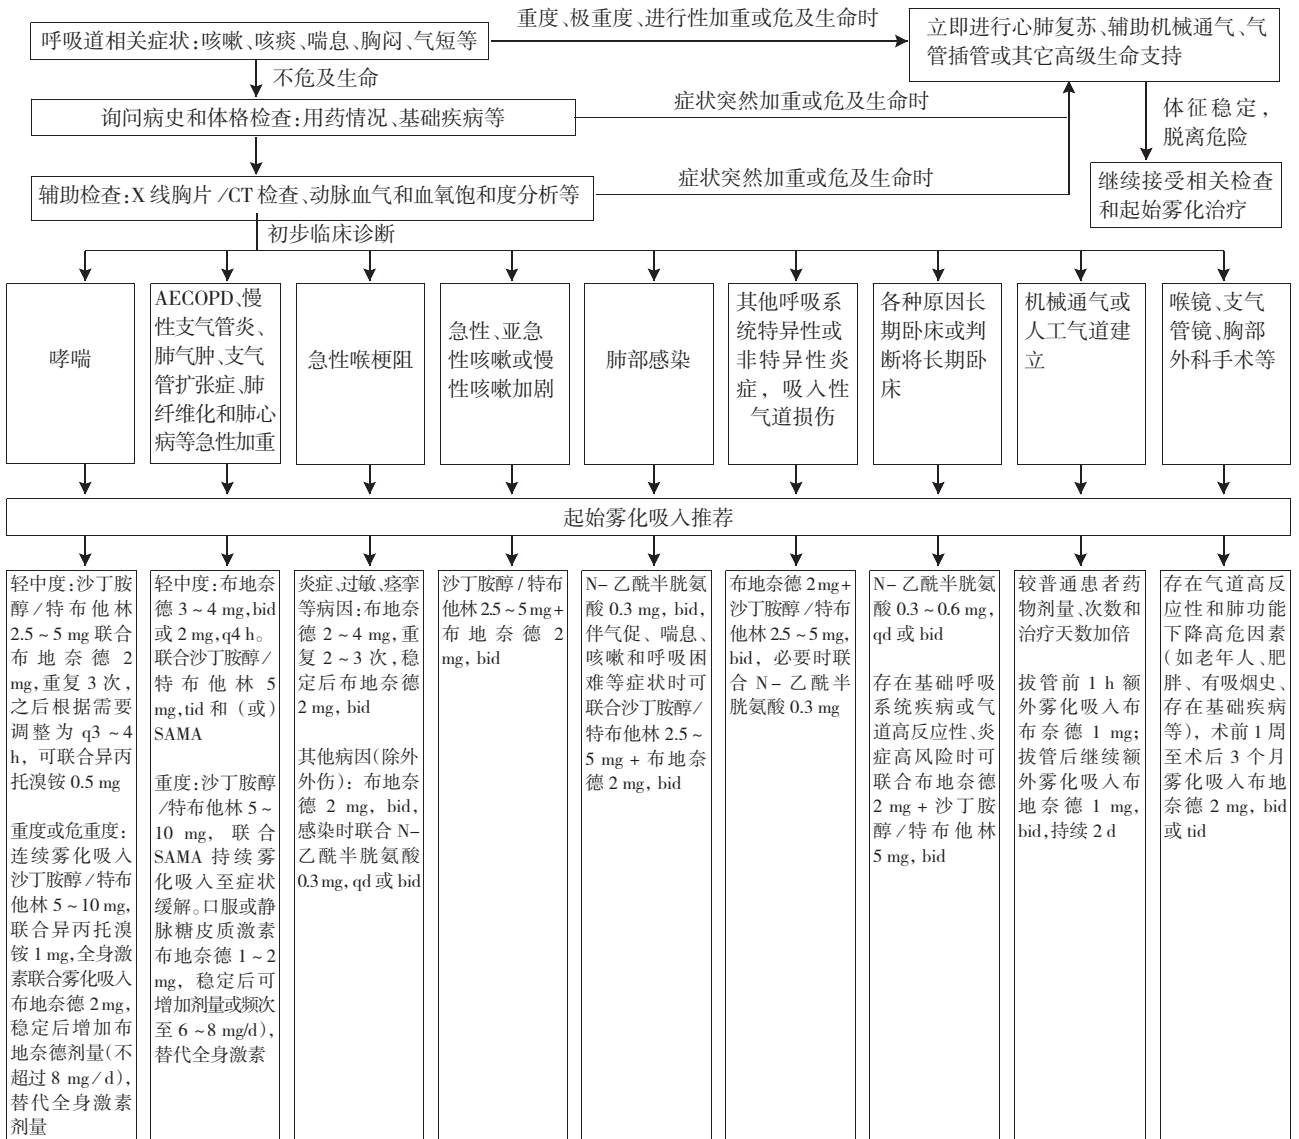 重度、极重度、进行性加重或危及生命时
呼吸道相关症状:咳嗽、咳痰、喘息、胸闷、气短等
立即进行心肺复苏、辅助机械通气、气
管插管或其它高级生命支持
不危及生命
询问病史和体格检查:用药情况、基础疾病等
症状突然加重或危及生命时
体征稳定,
脱离危险
辅助检查:X 线胸片 /CT 检查、动脉血气和血氧饱和度分析等
症状突然加重或危及生命时
继续接受相关检查
和起始雾化治疗
初步临床诊断
哮喘
AECOPD、慢
性支气管炎、
肺气肿、支气
管扩张症、肺
纤维化和肺心
病等急性加重
急性喉梗阻
急性、亚急
性咳嗽或慢
性咳嗽加剧
肺部感染
其他呼吸系
统特异性或
非特异性炎
症，吸入性
气道损伤
各种原因长
期卧床或判
断将长期卧
床
机械通气或
人工气道建
立
喉镜、支气
管镜、胸部
外科手术等
起始雾化吸入推荐
轻中度:沙丁胺
醇/特布他林
2.5~5 mg 联合
布地奈德 2
mg,重复 3 次,
之后根据需要
调整为 q3~4
h，可联合异丙
托溴铵 0.5 mg
重度或危重度:
连续雾化吸入
沙丁胺醇/特布
他林 5~10 mg,
联合异丙托溴
铵 1 mg,全身激
素联合雾化吸入
布地奈德 2mg,
稳定后增加布
地奈德剂量(不
超过 8 mg/d),
替代全身激素
剂量
轻中度:布地奈
德 3~4 mg,bid
或 2 mg,q4 h。
联合沙丁胺醇/
特布他林 5
mg,tid 和（或）
SAMA
重度:沙丁胺醇
/特布他林 5~
10 mg，联合
SAMA 持续雾
化吸入至症状
缓解。口服或静
脉糖皮质激素
布地奈德 1~2
mg，稳定后可
增加剂量或频次
至 6 ~8 mg/d),
替代全身激素
炎症、过敏、痉挛
等病因:布地奈
德 2~4 mg,重
复 2~3 次,稳
定后布地奈德
2 mg, bid
其他病因(除外
外伤): 布地奈
德 2 mg, bid,
感染时联合 N-
乙酰半胱氨酸
0.3 mg, qd 或 bid
沙丁胺醇/特布
他林 2.5~5 mg+
布地奈德 2
mg, bid
N-乙酰半胱氨
酸 0.3 mg, bid,
伴气促、喘息、
咳嗽和呼吸困
难等症状时可
联合沙丁胺醇/
特布他林 2.5~
5 mg + 布地奈
德 2 mg, bid
布地奈德 2mg+
沙丁胺醇/特布
他林 2.5~5 mg,
bid，必要时联
合 N-乙酰半
胱氨酸 0.3 mg
N-乙酰半胱氨
酸 0.3~0.6 mg,
qd 或 bid
存在基础呼吸
系统疾病或气
道高反应性、炎
症高风险时可
联合布地奈德
2 mg + 沙丁胺
醇/特布他林
5 mg, bid
较普通患者药
物剂量、次数和
治疗天数加倍
拔管前 1 h 额
外雾化吸入布
布奈德 1 mg;
拔管后继续额
外雾化吸入布
地奈德 1 mg,
bid,持续 2 d
存在气道高反
应性和肺功能
下降高危因素
（如老年人、肥
胖、有吸烟史、
存在基础疾病
等)，术前 1 周
至术后 3 个月
雾化吸入布地
奈德 2 mg, bid
或 tid